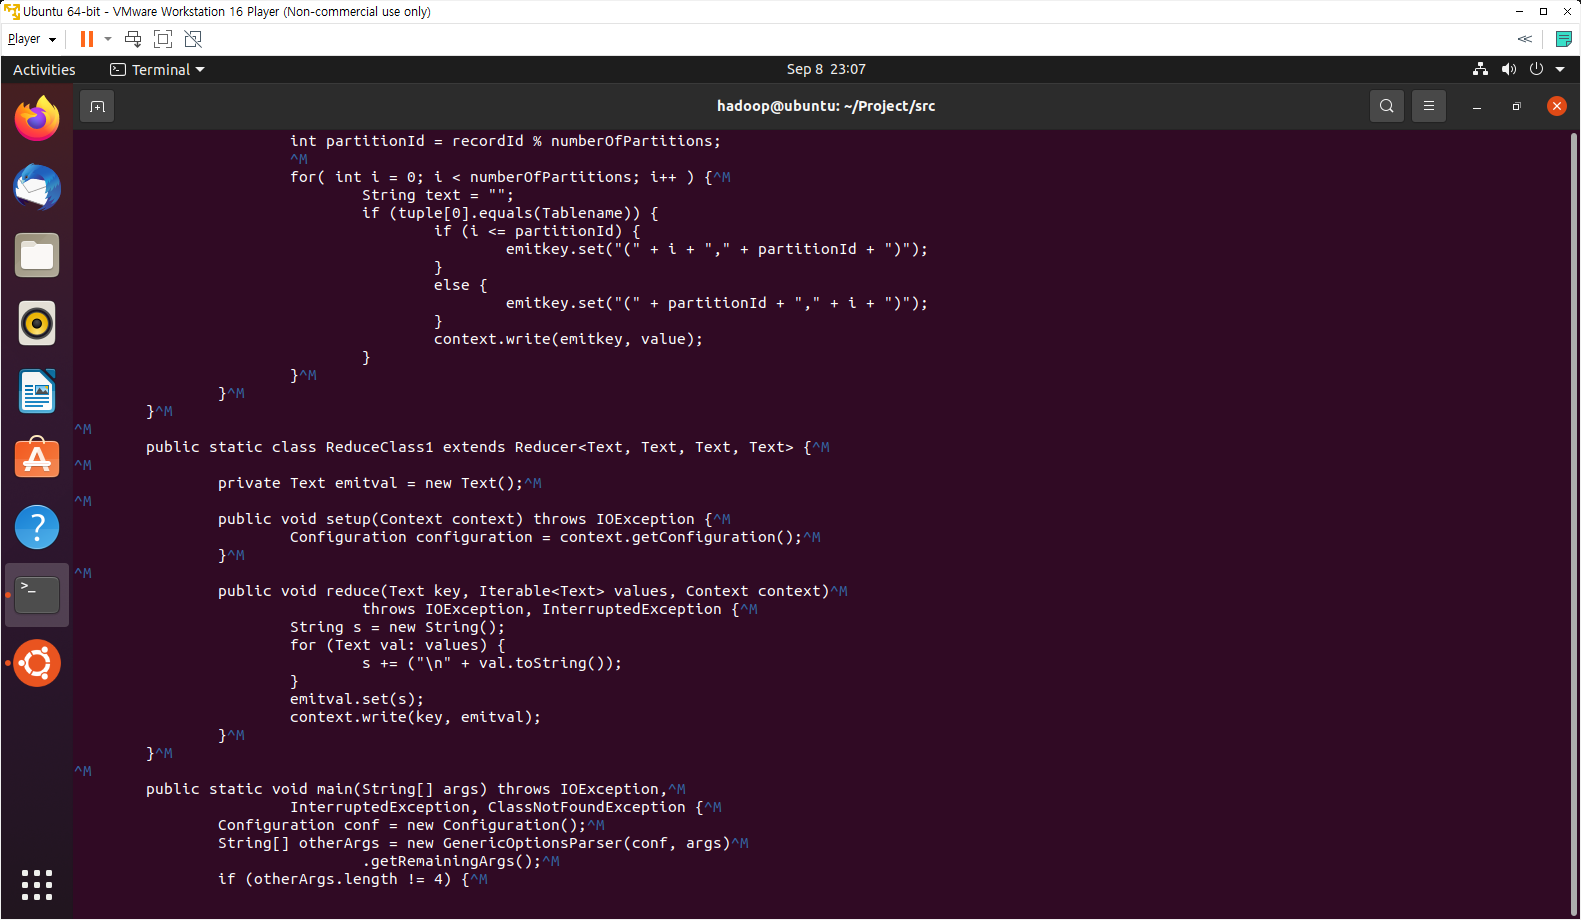 Ubuntu 64-bit - VMware Workstation 16 Player (Non-commercial use only)
Player
Activities
Terminal
Sep 8 23:07
hadoop@ubuntu: ~/Project/src
int partitionId = recordId % numberOfPartitions;
^M
for( int i = 0; i < numberOfPartitions; i++ ) {^M
String text = "";
if (tuple[0].equals(Tablename)) {
if (i <= partitionId) {
emitkey.set("(" + i + "," + partitionId + ")");
}
else {
emitkey.set("(" + partitionId + "," + i + ")");
}
context.write(emitkey, value);
}
}^M
}^M
}^M
^M
public static class ReduceClass1 extends Reducer<Text, Text, Text, Text> {^M
^M
private Text emitval = new Text();^M
^M
public void setup(Context context) throws IOException {^M
Configuration configuration = context.getConfiguration();^M
}^M
^M
public void reduce(Text key, Iterable<Text> values, Context context)^M
throws IOException, InterruptedException {^M
String s = new String();
for (Text val: values) {
s += ("\n" + val.toString());
}
emitval.set(s);
context.write(key, emitval);
}^M
}^M
^M
public static void main(String[] args) throws IOException,^M
InterruptedException, ClassNotFoundException {^M
Configuration conf = new Configuration();^M
String[] otherArgs = new GenericOptionsParser(conf, args)^M
.getRemainingArgs();^M
if (otherArgs.length != 4) {^M